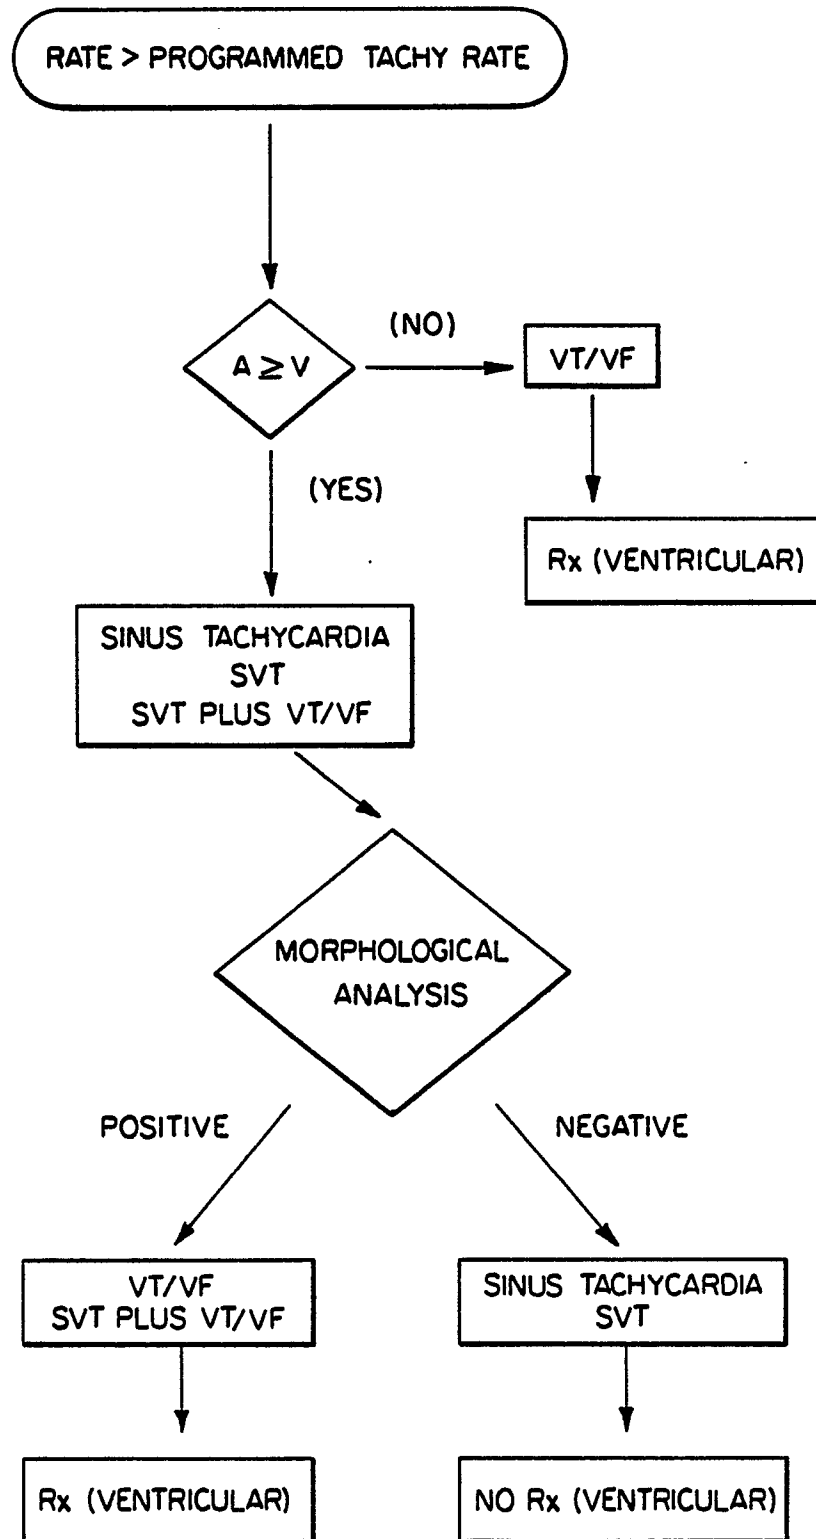 RATE > PROGRAMMED TACHY RATE
A ≥ V
(NO)
VT/VF
(YES)
Rx (VENTRICULAR)
SINUS TACHYCARDIA
SVT
SVT PLUS VT/VF
MORPHOLOGICAL
ANALYSIS
POSITIVE
NEGATIVE
VT/VF
SVT PLUS VT/VF
SINUS TACHYCARDIA
SVT
Rx (VENTRICULAR)
NO Rx (VENTRICULAR)